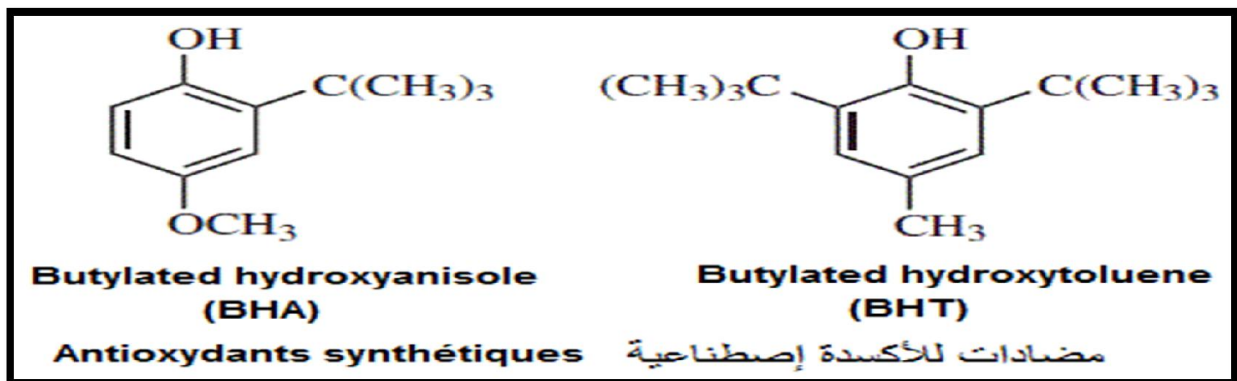 OH OH
C(CH₃)₃ (CH₃)₃C C(CH₃)₃
OCH₃ CH₃
Butylated hydroxyanisole Butylated hydroxytoluene
(BHA) (BHT)
Antioxydants synthétiques مضادات للأكسدة إصطناعية